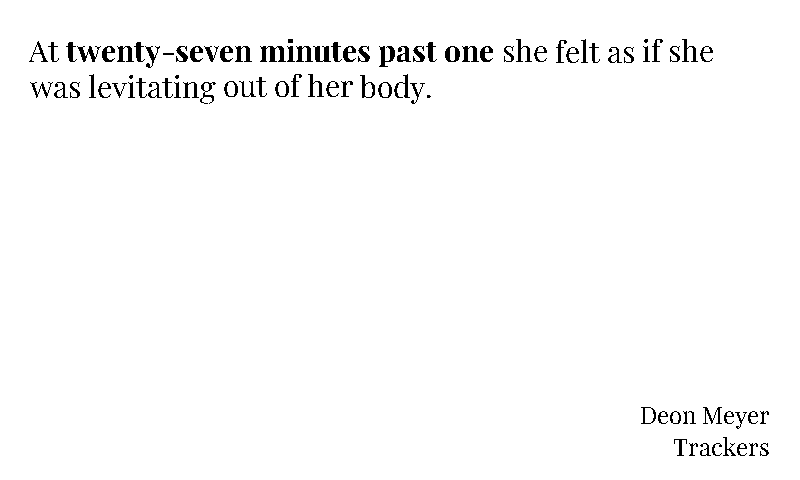 At twenty-seven minutes past one she felt as if she
was levitating out of her body.
Deon Meyer
Trackers